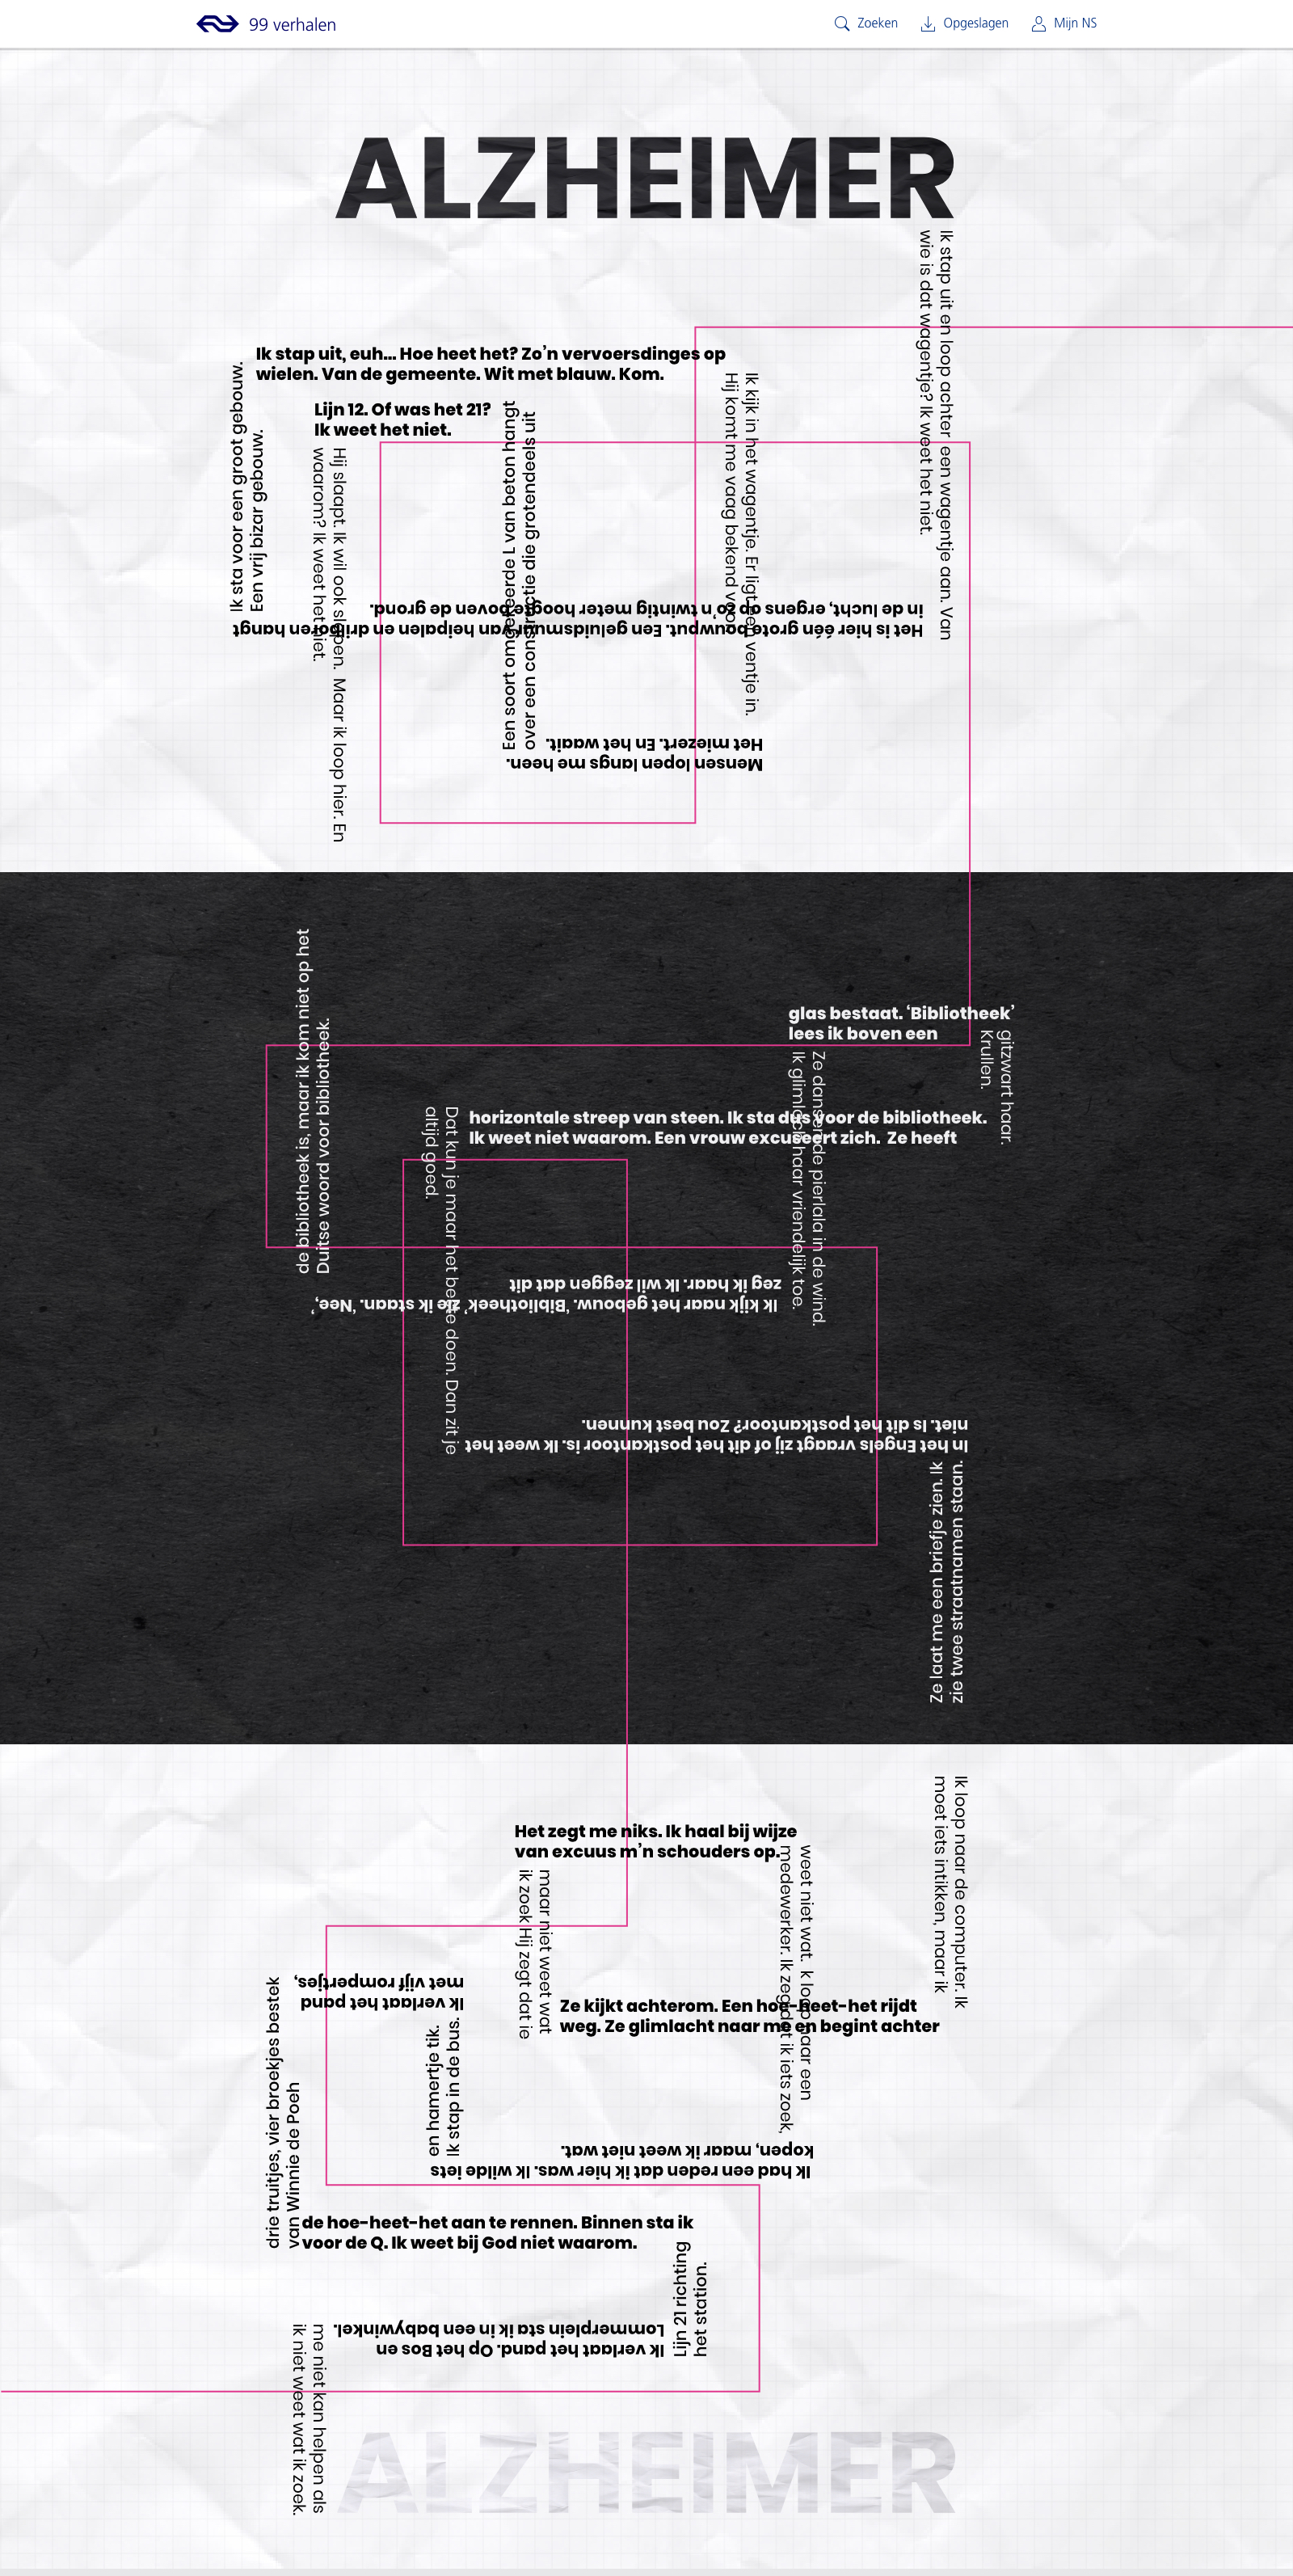 99 verhalen
Zoeken
Opgeslagen
Mijn NS
ALZHEIMER
Ik stap uit en loop achter een wagentje aan. Van
wie is dat wagentje? Ik weet het niet.
Ik stap uit, euh... Hoe heet het? Zo’n vervoersdinges op
wielen. Van de gemeente. Wit met blauw. Kom.
Ik sta voor een groot gebouw.
Een vrij bizar gebouw.
Lijn 12. Of was het 21?
Ik weet het niet.
Ik kijk in het wagentje. Er ligt een ventje in.
Hij komt me vaag bekend voor.
Hij slaapt. Ik wil ook slapen. Maar ik loop hier. En
waarom? Ik weet het niet.
Een soort omgekeerde L van beton hangt
over een constructie die grotendeels uit
Het is hier één grote bouwput. Een geluidsmuur van heipalen en drilboren hangt
in de lucht, ergens op zo’n twintig meter hoogte boven de grond.
Mensen lopen langs me heen.
Het miezert. En het waait.
de bibliotheek is, maar ik kom niet op het
Duitse woord voor bibliotheek.
glas bestaat. ‘Bibliotheek’
lees ik boven een
gitzwart haar.
Krullen.
Ze dansen de pierlala in de wind.
Ik glimlach haar vriendelijk toe.
horizontale streep van steen. Ik sta dus voor de bibliotheek.
Ik weet niet waarom. Een vrouw excuseert zich. Ze heeft
Dat kun je maar het beste doen. Dan zit je
altijd goed.
Ik kijk naar het gebouw. ‘Bibliotheek’ zie ik staan. ‘Nee,’
zeg ik haar. Ik wil zeggen dat dit
In het Engels vraagt zij of dit het postkantoor is. Ik weet het
niet. Is dit het postkantoor? Zou best kunnen.
Ze laat me een briefje zien. Ik
zie twee straatnamen staan.
Ik loop naar de computer. Ik
moet iets intikken, maar ik
Het zegt me niks. Ik haal bij wijze
van excuus m’n schouders op.
weet niet wat. k loop naar een
medewerker. Ik zeg dat ik iets zoek,
maar niet weet wat
ik zoek Hij zegt dat ie
Ik verlaat het pand
met vijf rompertjes,
drie truitjes, vier broekjes bestek
van Winnie de Poeh
Ze kijkt achterom. Een hoe-heet-het rijdt
weg. Ze glimlacht naar me en begint achter
en hamertje tik.
Ik stap in de bus.
Ik had een reden dat ik hier was. Ik wilde iets
kopen, maar ik weet niet wat.
de hoe-heet-het aan te rennen. Binnen sta ik
voor de Q. Ik weet bij God niet waarom.
Lijn 21 richting
het station.
Ik verlaat het pand. Op het Bos en
Lommerplein sta ik in een babywinkel.
me niet kan helpen als
ik niet weet wat ik zoek.
ALZHEIMER